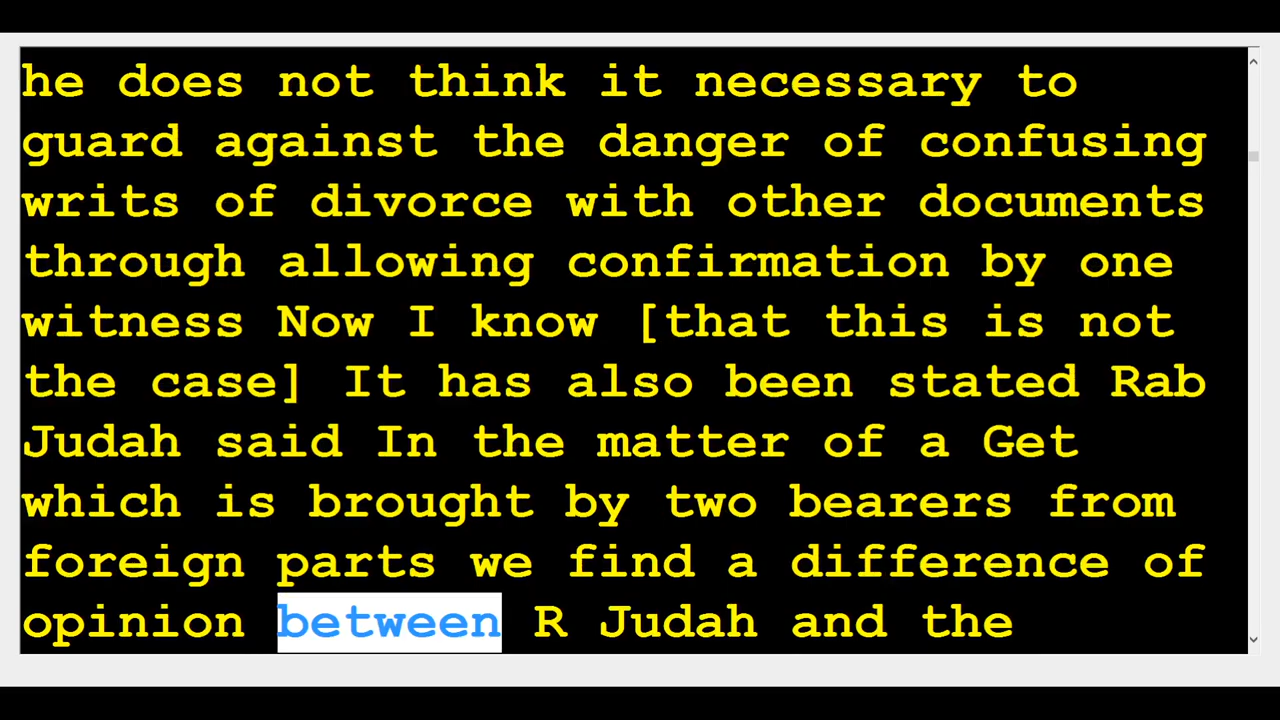 he does not think it necessary to
guard against the danger of confusing
writs of divorce with other documents
through allowing confirmation by one
witness Now I know [that this is not
the case] It has also been stated Rab
Judah said In the matter of a Get
which is brought by two bearers from
foreign parts we find a difference of
opinion between R Judah and the